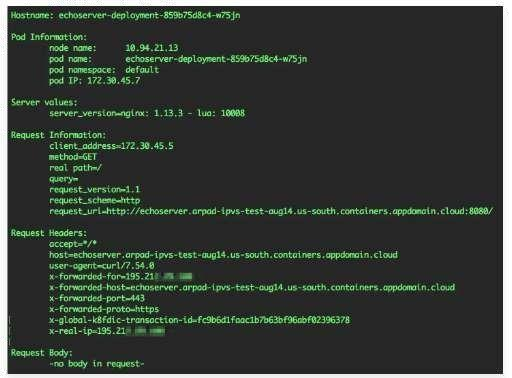 Hostname: echoserver-deployment-859b75d8c4-w75jn
Pod Information:
node name: 10.94.21.13
pod name: echoserver-deployment-859b75d8c4-w75jn
pod namespace: default
pod IP: 172.30.45.7
Server values:
server_version=nginx: 1.13.3 - lua: 10008
Request Information:
client_address=172.30.45.5
method=GET
real path=/
query=
request_version=1.1
request_scheme=http
request_uri=http://echoserver.arpad-ipvs-test-aug14.us-south.containers.appdomain.cloud:8080/
Request Headers:
accept=*/*
host=echoserver.arpad-ipvs-test-aug14.us-south.containers.appdomain.cloud
user-agent=curl/7.54.0
x-forwarded-for=195.21
x-forwarded-host=echoserver.arpad-ipvs-test-aug14.us-south.containers.appdomain.cloud
x-forwarded-port=443
x-forwarded-proto=https
x-global-k8fdic-transaction-id=fc9b6d1faac1b7b63bf96abf02396378
x-real-ip=195.21
Request Body:
-no body in request-